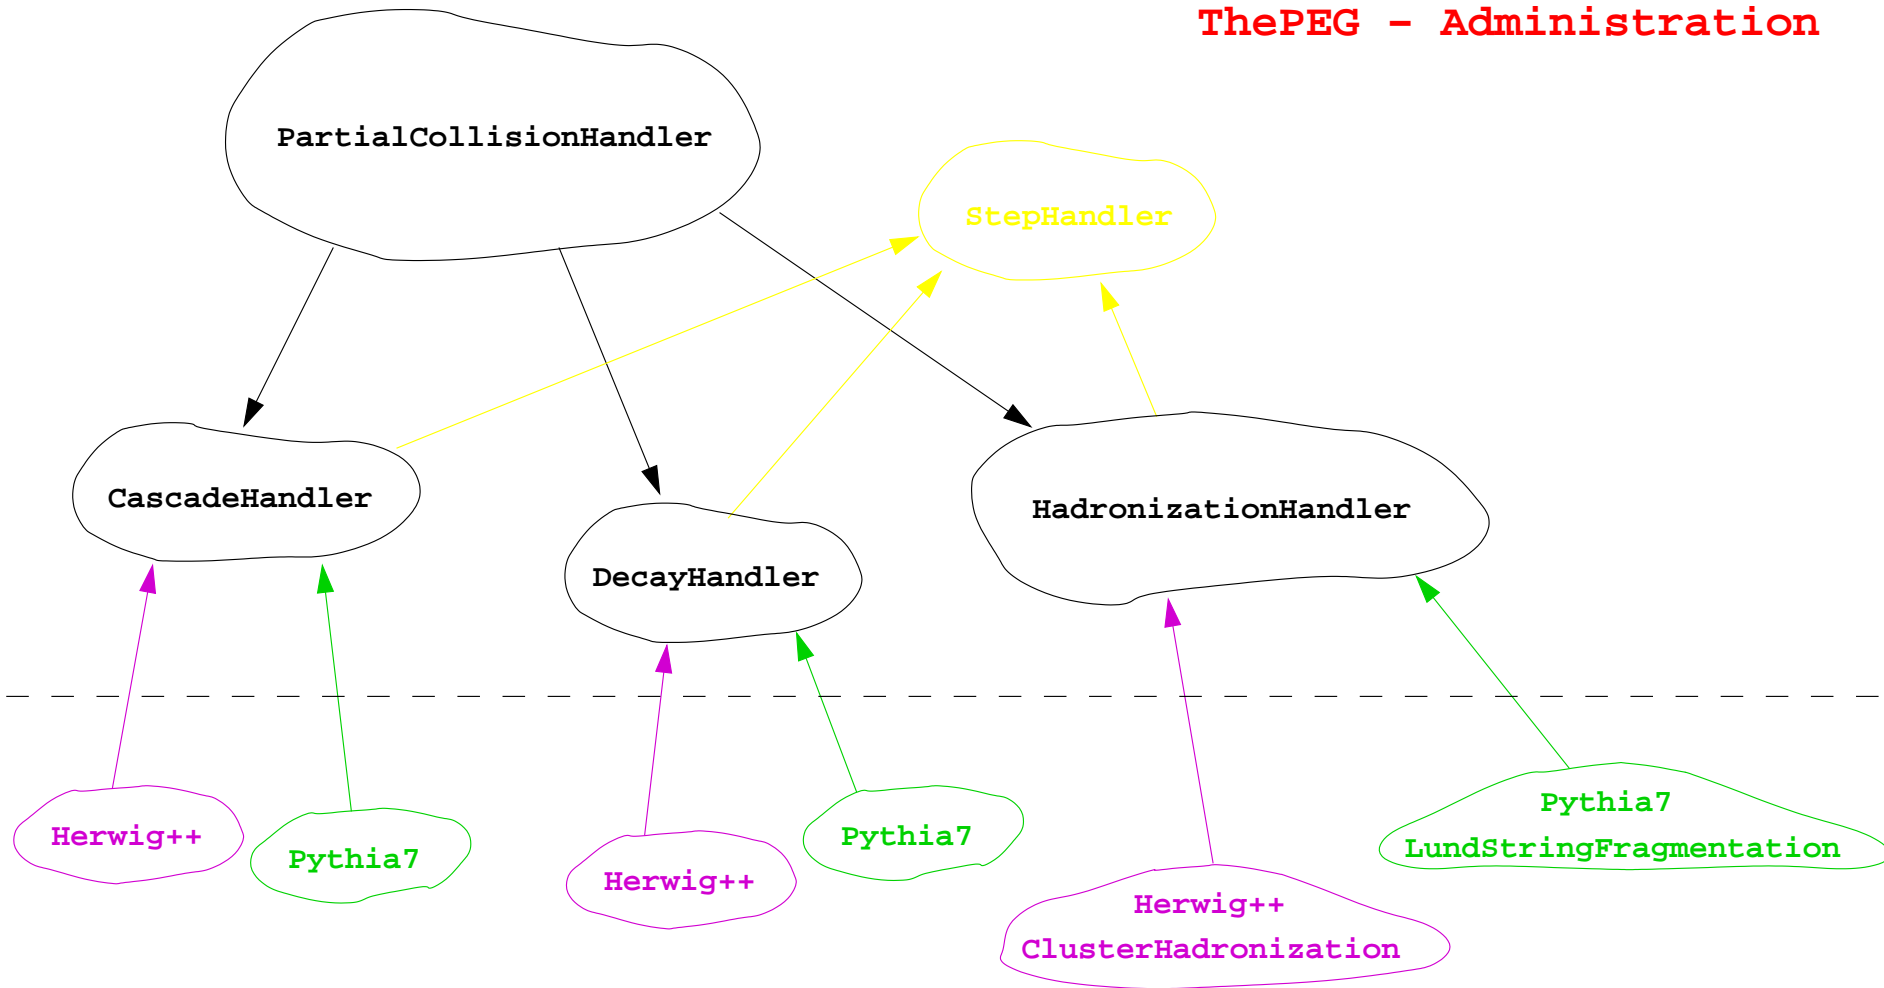 ThePEG – Administration
PartialCollisionHandler
StepHandler
CascadeHandler
HadronizationHandler
DecayHandler
Herwig++
Pythia7
Herwig++
Pythia7
Herwig++
ClusterHadronization
Pythia7
LundStringFragmentation